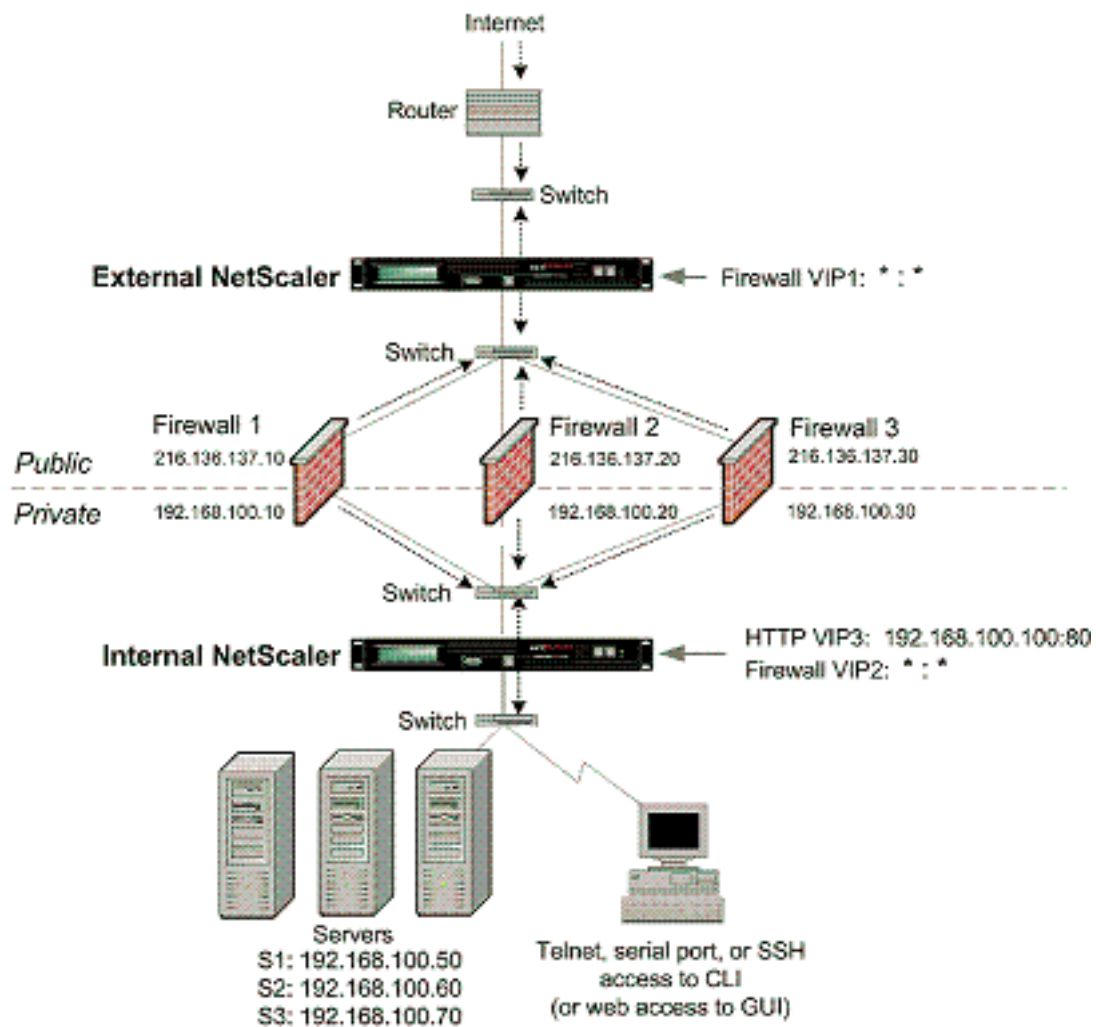 Internet
Router
Switch
External NetScaler
Firewall VIP1: * : *
Switch
Firewall 1
Firewall 2
Firewall 3
Public
216.136.137.10
216.136.137.20
216.136.137.30
Private
192.168.100.10
192.168.100.20
192.168.100.30
Switch
Internal NetScaler
HTTP VIP3: 192.168.100.100:80
Firewall VIP2: * : *
Switch
Servers
S1: 192.168.100.50
S2: 192.168.100.60
S3: 192.168.100.70
Telnet, serial port, or SSH
access to CLI
(or web access to GUI)